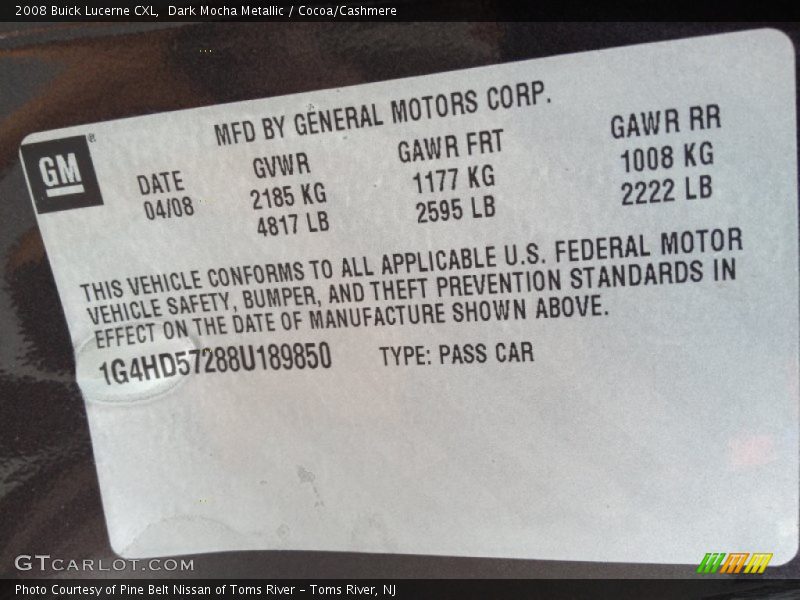 2008 Buick Lucerne CXL,  Dark Mocha Metallic / Cocoa/Cashmere
MFD BY GENERAL MOTORS CORP.
GM ®
DATE GVWR GAWR FRT GAWR RR
04/08 2185 KG 1177 KG 1008 KG
4817 LB 2595 LB 2222 LB
THIS VEHICLE CONFORMS TO ALL APPLICABLE U.S. FEDERAL MOTOR
VEHICLE SAFETY, BUMPER, AND THEFT PREVENTION STANDARDS IN
EFFECT ON THE DATE OF MANUFACTURE SHOWN ABOVE.
1G4HD57288U189850 TYPE: PASS CAR
GTCARLOT.COM
Photo Courtesy of Pine Belt Nissan of Toms River – Toms River, NJ